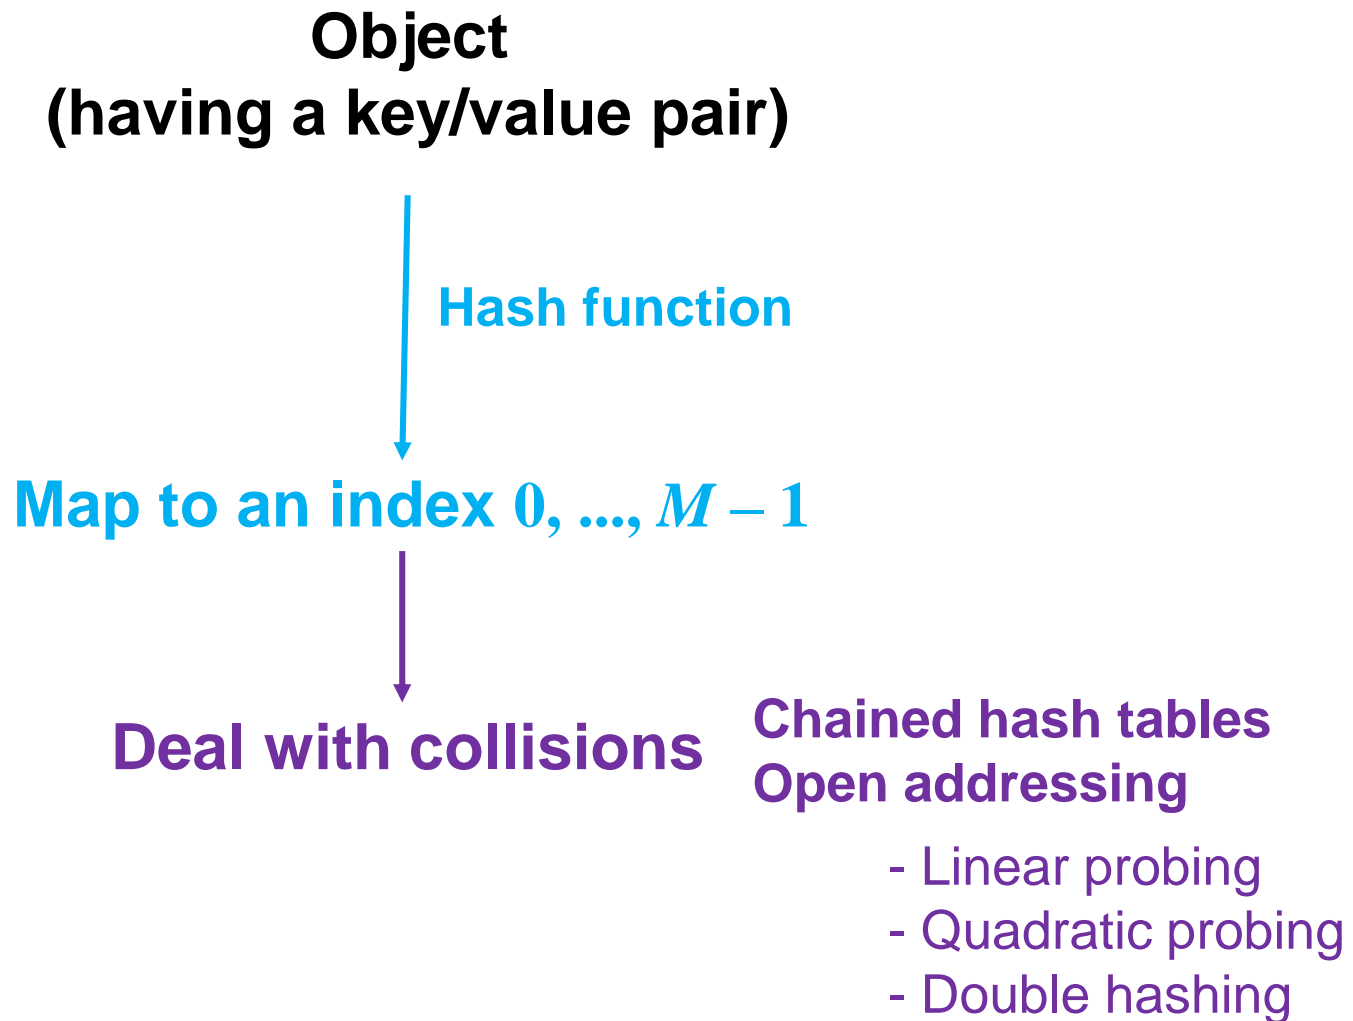 Object
(having a key/value pair)
Hash function
Map to an index 0, ..., M – 1
Deal with collisions
Chained hash tables
Open addressing
- Linear probing
- Quadratic probing
- Double hashing